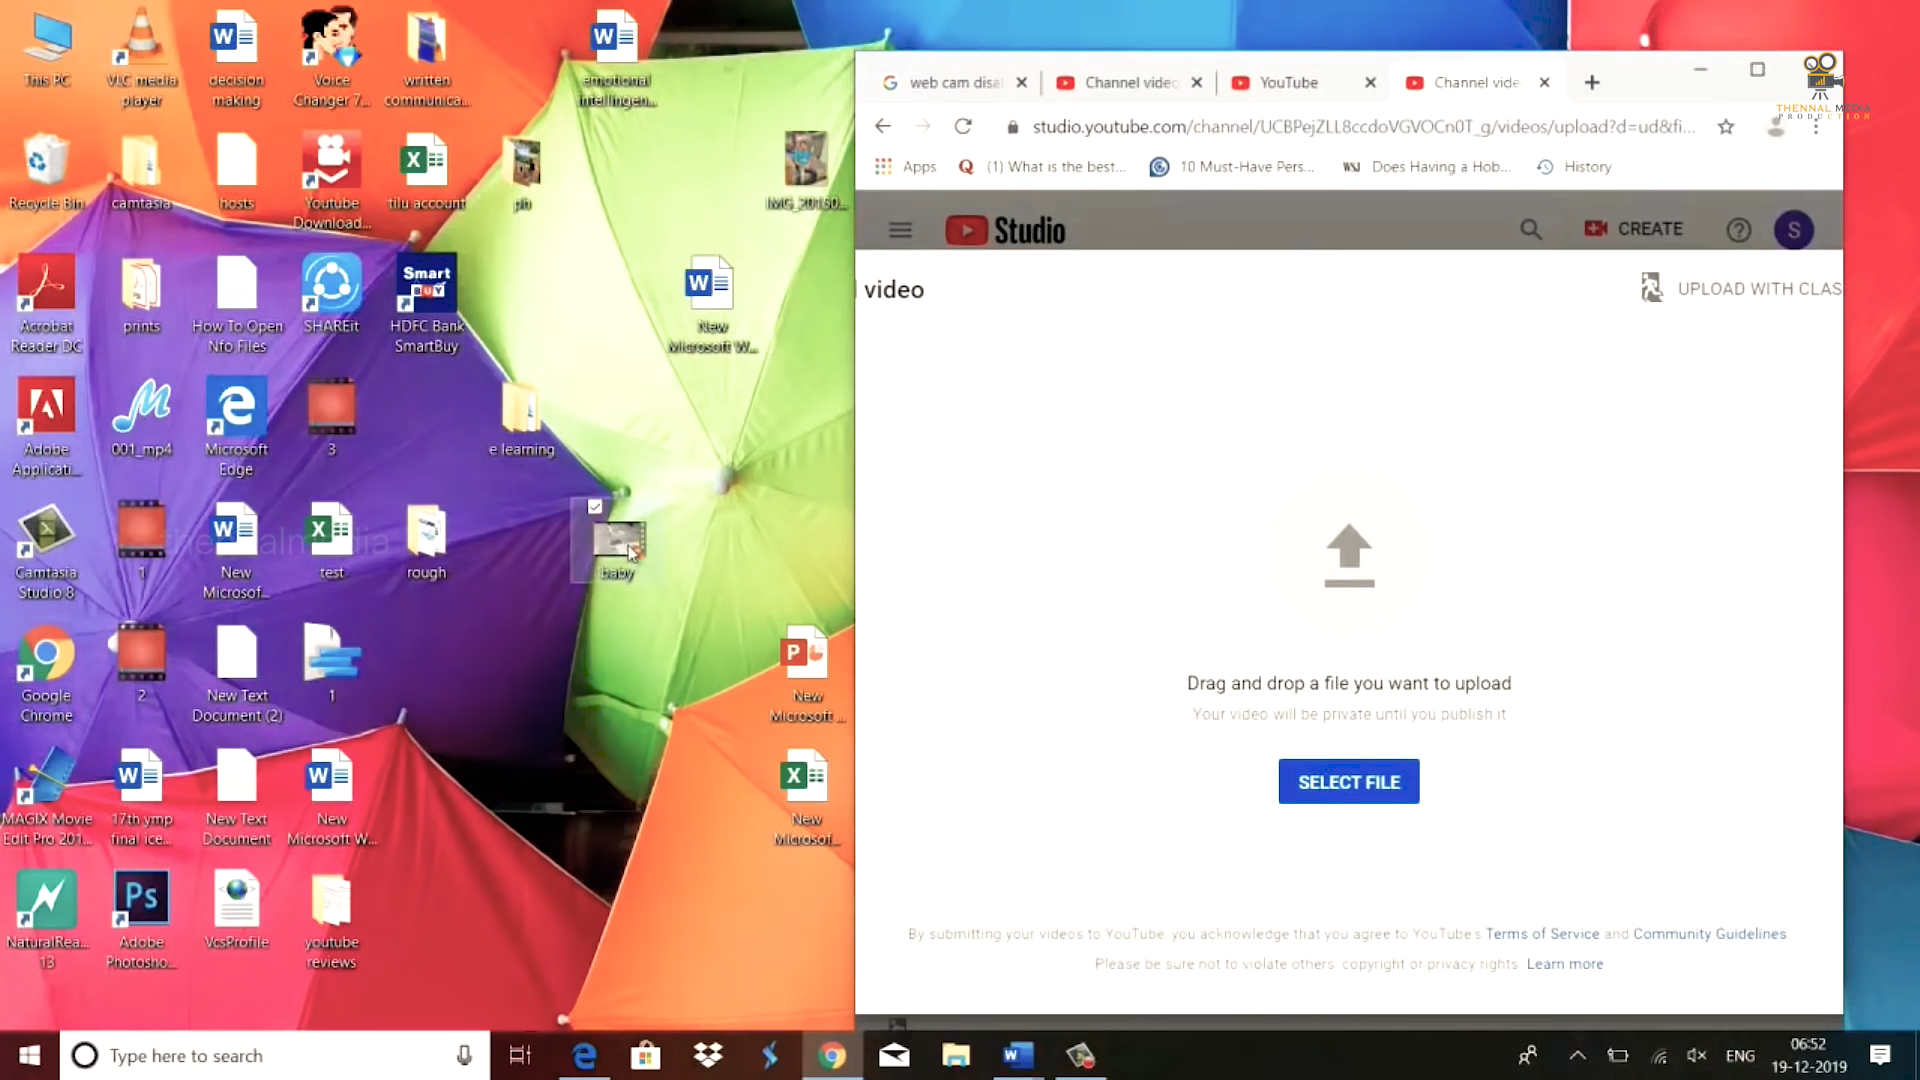 This PC
VLC media
player
decision
making
Voice
Changer 7...
written
communica...
emotional
intellingen...
Recycle Bin
camtasia
hosts
Youtube
Download...
tilu account
pb
IMG_201300...
Acrobat
Reader DC
prints
How To Open
Nfo Files
SHAREit
Smart
BUY
HDFC Bank
SmartBuy
New
Microsoft W...
Adobe
Applicati...
001_mp4
Microsoft
Edge
3
e learning
Camtasia
Studio 8
1
New
Microsof...
test
rough
baby
Google
Chrome
2
New Text
Document (2)
1
New
Microsoft ...
MAGIX Movie
Edit Pro 201...
17th ymp
final ice...
New Text
Document
New
Microsoft W...
New
Microsof...
NaturalRea...
13
Adobe
Photosho...
VcsProfile
youtube
reviews
web cam disa
Channel video
YouTube
Channel vide
THENNAL MEDIA
PRODUCTION
studio.youtube.com/channel/UCBPejZLL8ccdoVGVOCn0T_g/videos/upload?d=ud&fi...
Apps
(1) What is the best...
10 Must-Have Pers...
WSJ
Does Having a Hob...
History
Studio
CREATE
S
video
UPLOAD WITH CLAS
Drag and drop a file you want to upload
Your video will be private until you publish it
SELECT FILE
By submitting your videos to YouTube, you acknowledge that you agree to YouTube's Terms of Service and Community Guidelines.
Please be sure not to violate others' copyright or privacy rights. Learn more
Type here to search
ENG
06:52
19-12-2019